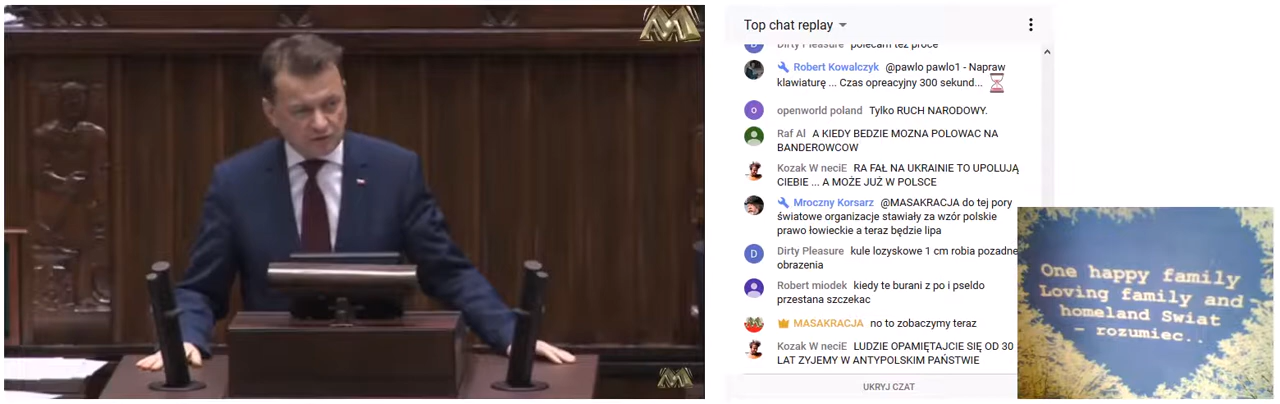 Top chat replay
Dirty Pleasure polecam tez proce
Robert Kowalczyk @pawlo pawlo1 - Napraw
klawiaturę ... Czas opreacyjny 300 sekund...
openworld poland Tylko RUCH NARODOWY.
Raf Al A KIEDY BEDZIE MOZNA POLOWAC NA
BANDEROWCOW
Kozak W neciE RA FAŁ NA UKRAINIE TO UPOLUJĄ
CIEBIE ... A MOŻE JUŻ W POLSCE
Mroczny Korsarz @MASAKRACJA do tej pory
światowe organizacje stawiały za wzór polskie
prawo łowieckie a teraz będzie lipa
Dirty Pleasure kule lozyskowe 1 cm robia pozadne
obrazenia
Robert miodek kiedy te burani z po i pseldo
przestana szczekac
MASAKRACJA no to zobaczymy teraz
Kozak W neciE LUDZIE OPAMIĘTAJCIE SIĘ OD 30
LAT ZYJEMY W ANTYPOLSKIM PAŃSTWIE
UKRYJ CZAT
One happy family
Loving family and
homeland Swiat
– rozumiec..